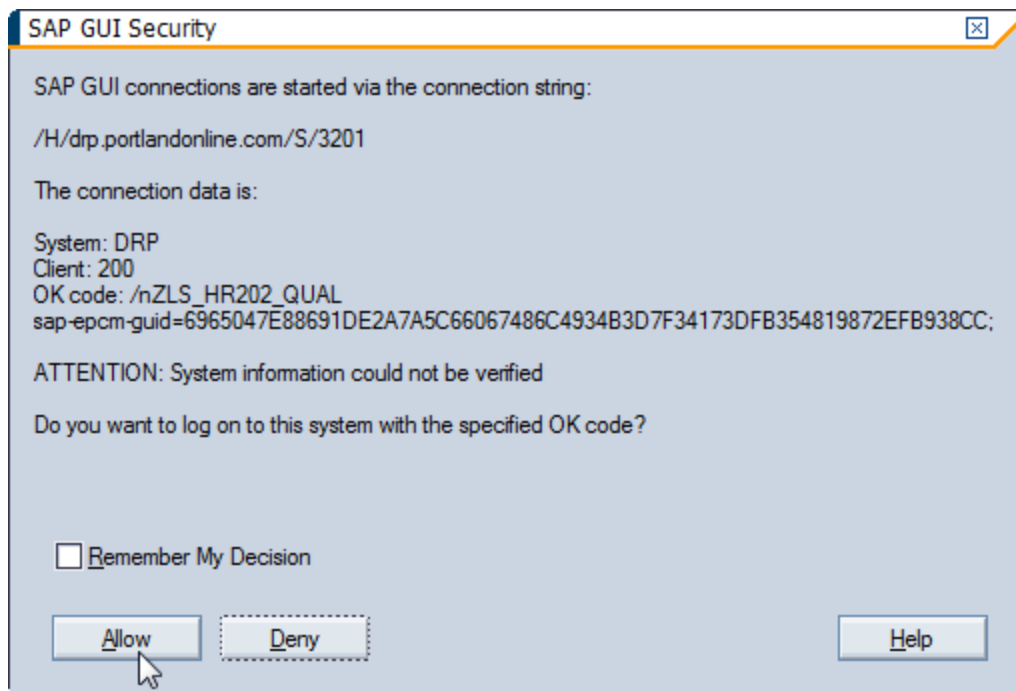 SAP GUI Security
SAP GUI connections are started via the connection string:
/H/drp.portlandonline.com/S/3201
The connection data is:
System: DRP
Client: 200
OK code: /nZLS_HR202_QUAL
sap-epcm-guid=6965047E88691DE2A7A5C66067486C4934B3D7F34173DFB354819872EFB938CC;
ATTENTION: System information could not be verified
Do you want to log on to this system with the specified OK code?
Remember My Decision
Allow Deny Help